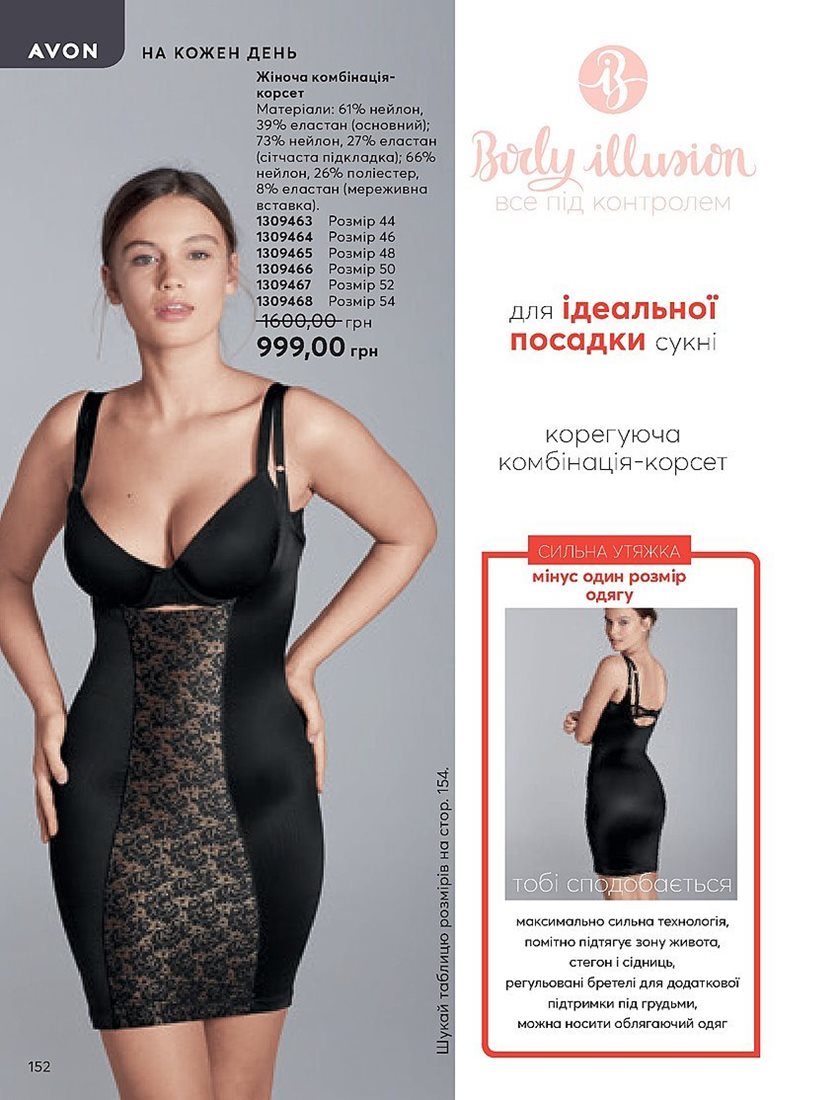 AVON
НА КОЖЕН ДЕНЬ
Жіноча комбінація-
корсет
Матеріали: 61% нейлон,
39% еластан (основний);
73% нейлон, 27% еластан
(сітчаста підкладка); 66%
нейлон, 26% поліестер,
8% еластан (мереживна
вставка).
1309463 Розмір 44
1309464 Розмір 46
1309465 Розмір 48
1309466 Розмір 50
1309467 Розмір 52
1309468 Розмір 54
1600,00 грн
999,00 грн
Шукай таблицю розмірів на стор. 154.
152
Body illusion
все під контролем
для ідеальної
посадки сукні
корегуюча
комбінація-корсет
СИЛЬНА УТЯЖКА
мінус один розмір
одягу
тобі сподобається
максимально сильна технологія,
помітно підтягує зону живота,
стегон і сідниць,
регульовані бретелі для додаткової
підтримки під грудьми,
можна носити облягаючий одяг